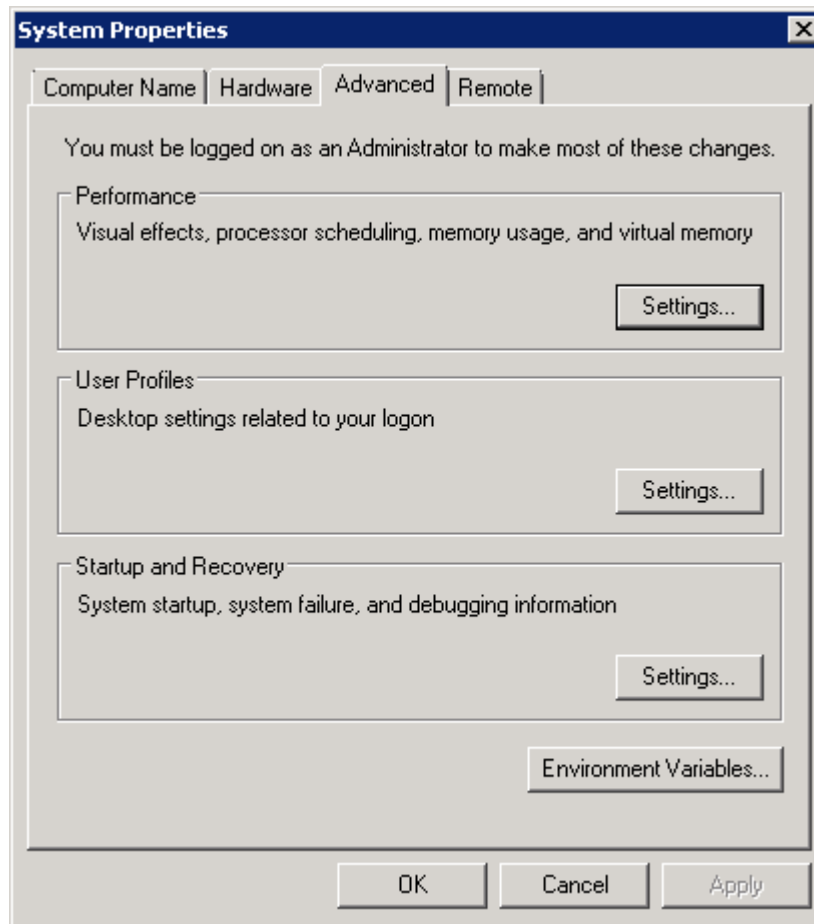 System Properties
Computer Name Hardware Advanced Remote
You must be logged on as an Administrator to make most of these changes.
Performance
Visual effects, processor scheduling, memory usage, and virtual memory
Settings...
User Profiles
Desktop settings related to your logon
Settings...
Startup and Recovery
System startup, system failure, and debugging information
Settings...
Environment Variables...
OK Cancel Apply